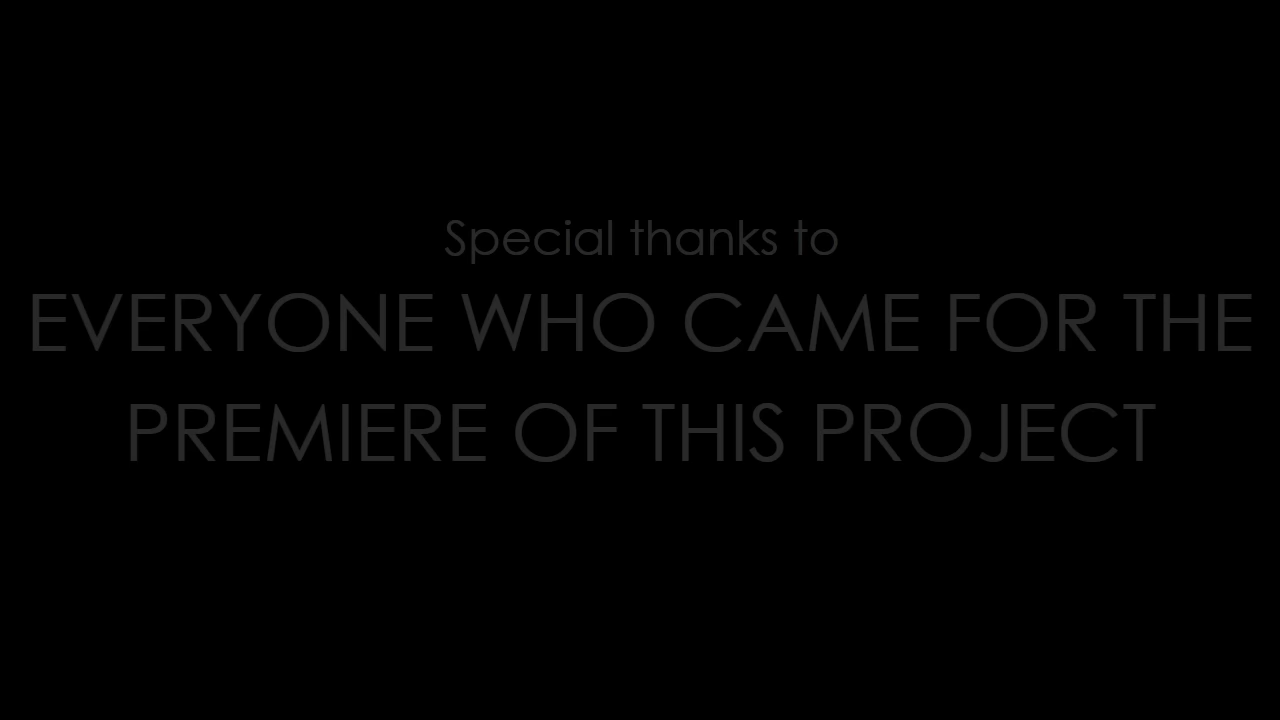 Special thanks to
EVERYONE WHO CAME FOR THE
PREMIERE OF THIS PROJECT